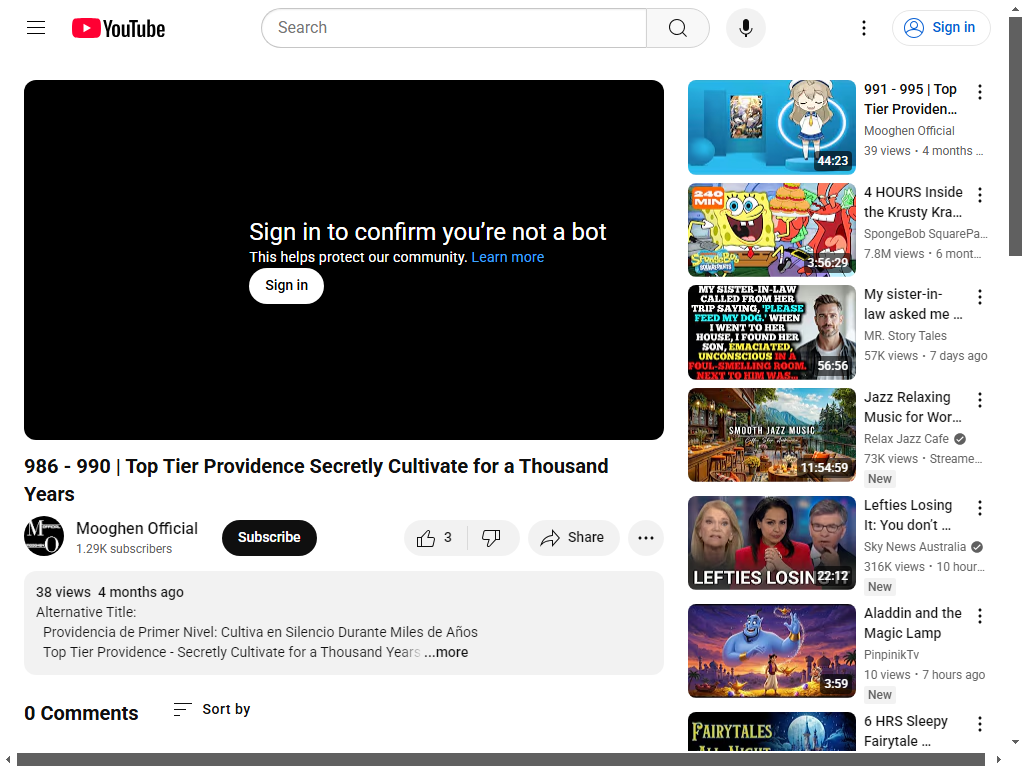 YouTube
Search
Sign in
Sign in to confirm you're not a bot
This helps protect our community. Learn more
Sign in
986 - 990 | Top Tier Providence Secretly Cultivate for a Thousand
Years
Mooghen Official
1.29K subscribers
Subscribe
3
Share
38 views 4 months ago
Alternative Title:
Providencia de Primer Nivel: Cultiva en Silencio Durante Miles de Años
Top Tier Providence - Secretly Cultivate for a Thousand Years ...more
0 Comments
Sort by
44:23
991 - 995 | Top
Tier Providen...
Mooghen Official
39 views • 4 months ...
240
MIN
SpongeBob
SQUAREPANTS
3:56:29
4 HOURS Inside
the Krusty Kra...
SpongeBob SquarePa...
7.8M views • 6 mont...
MY SISTER-IN-LAW
CALLED FROM HER
TRIP SAYING, 'PLEASE
FEED MY DOG.' WHEN
I WENT TO HER
HOUSE, I FOUND HER
SON, EMACIATED,
UNCONSCIOUS IN A
FOUL-SMELLING ROOM.
NEXT TO HIM WAS...
56:56
My sister-in-
law asked me ...
MR. Story Tales
57K views • 7 days ago
SMOOTH JAZZ MUSIC
11:54:59
Jazz Relaxing
Music for Wor...
Relax Jazz Cafe
73K views • Streame...
New
LEFTIES LOSING IT
22:12
Lefties Losing
It: You don't ...
Sky News Australia
316K views • 10 hour...
New
3:59
Aladdin and the
Magic Lamp
PinpinikTv
10 views • 7 hours ago
New
FAIRYTALES
ALL NIGHT
6 HRS Sleepy
Fairytale ...